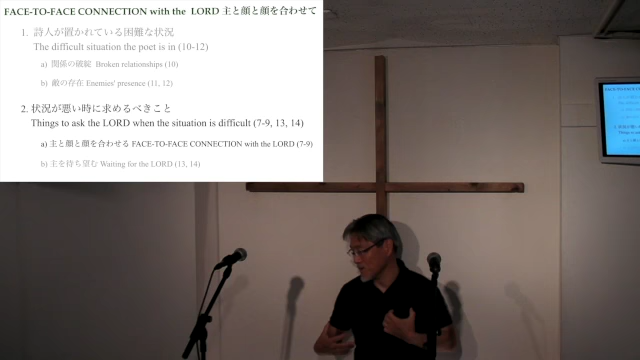 FACE-TO-FACE CONNECTION with the LORD 主と顔と顔を合わせて
1. 詩人が置かれている困難な状況
The difficult situation the poet is in (10-12)
a) 関係の破綻 Broken relationships (10)
b) 敵の存在 Enemies' presence (11, 12)
2. 状況が悪い時に求めるべきこと
Things to ask the LORD when the situation is difficult (7-9, 13, 14)
a) 主と顔と顔を合わせる FACE-TO-FACE CONNECTION with the LORD (7-9)
b) 主を待ち望む Waiting for the LORD (13, 14)